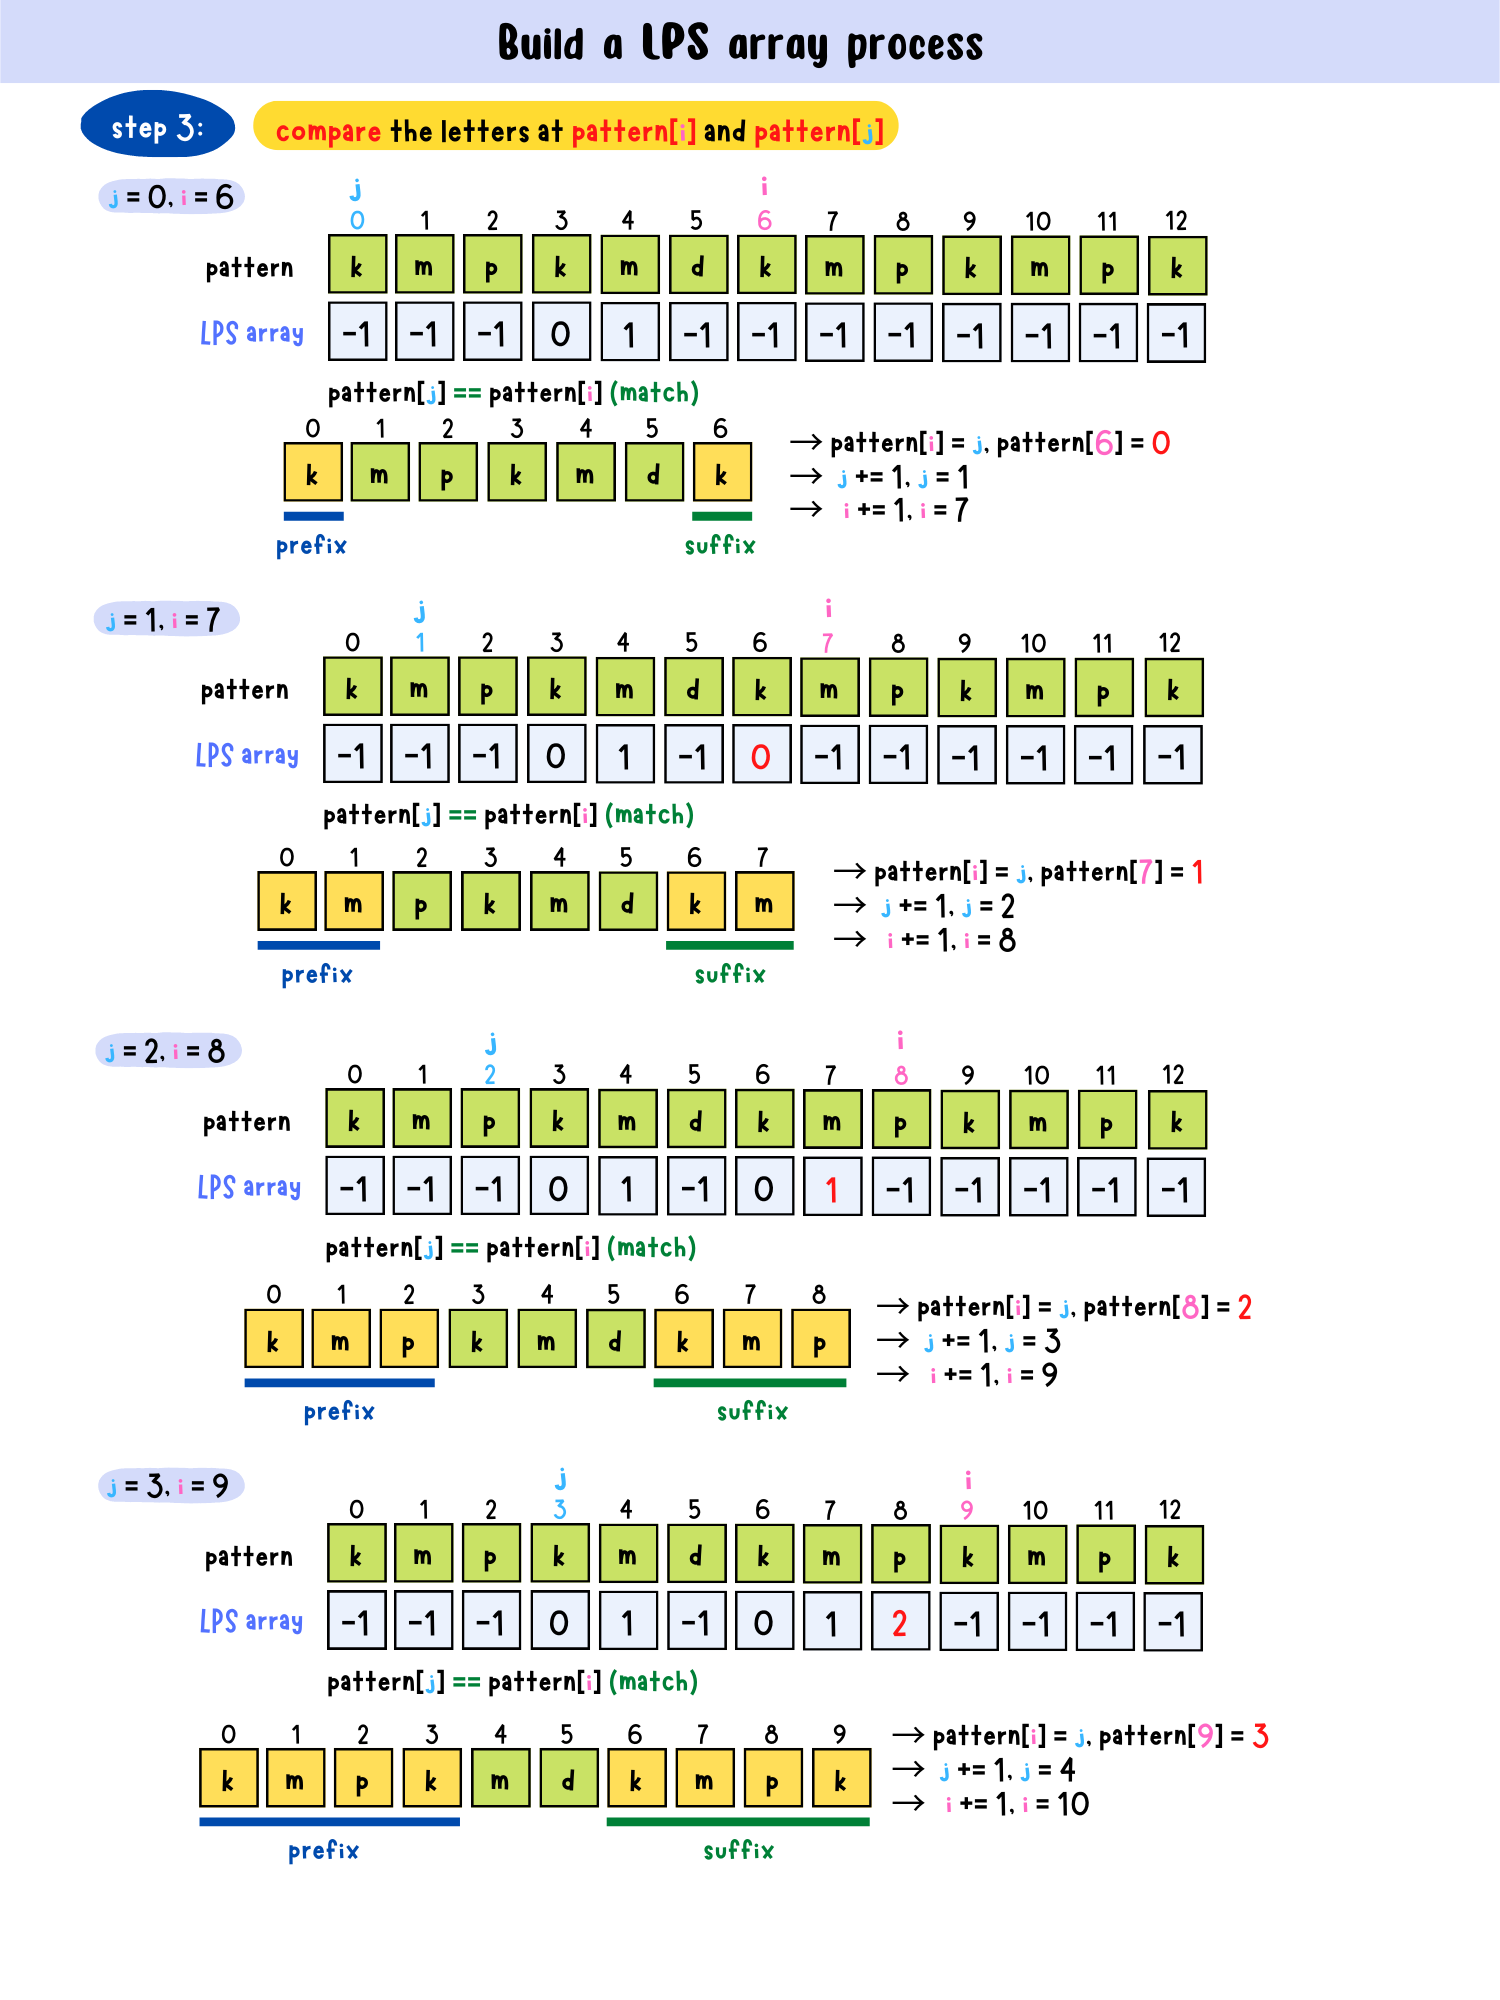 Build a LPS array process
step 3:
compare the letters at pattern[i] and pattern[j]
j = 0, i = 6
j i
0 1 2 3 4 5 6 7 8 9 10 11 12
pattern k m p k m d k m p k m p k
LPS array -1 -1 -1 0 1 -1 -1 -1 -1 -1 -1 -1 -1
pattern[j] == pattern[i] (match)
0 1 2 3 4 5 6
k m p k m d k
prefix suffix
→ pattern[i] = j, pattern[6] = 0
→ j += 1, j = 1
→ i += 1, i = 7
j = 1, i = 7
j i
0 1 2 3 4 5 6 7 8 9 10 11 12
pattern k m p k m d k m p k m p k
LPS array -1 -1 -1 0 1 -1 0 -1 -1 -1 -1 -1 -1
pattern[j] == pattern[i] (match)
0 1 2 3 4 5 6 7
k m p k m d k m
prefix suffix
→ pattern[i] = j, pattern[7] = 1
→ j += 1, j = 2
→ i += 1, i = 8
j = 2, i = 8
j i
0 1 2 3 4 5 6 7 8 9 10 11 12
pattern k m p k m d k m p k m p k
LPS array -1 -1 -1 0 1 -1 0 1 -1 -1 -1 -1 -1
pattern[j] == pattern[i] (match)
0 1 2 3 4 5 6 7 8
k m p k m d k m p
prefix suffix
→ pattern[i] = j, pattern[8] = 2
→ j += 1, j = 3
→ i += 1, i = 9
j = 3, i = 9
j i
0 1 2 3 4 5 6 7 8 9 10 11 12
pattern k m p k m d k m p k m p k
LPS array -1 -1 -1 0 1 -1 0 1 2 -1 -1 -1 -1
pattern[j] == pattern[i] (match)
0 1 2 3 4 5 6 7 8 9
k m p k m d k m p k
prefix suffix
→ pattern[i] = j, pattern[9] = 3
→ j += 1, j = 4
→ i += 1, i = 10